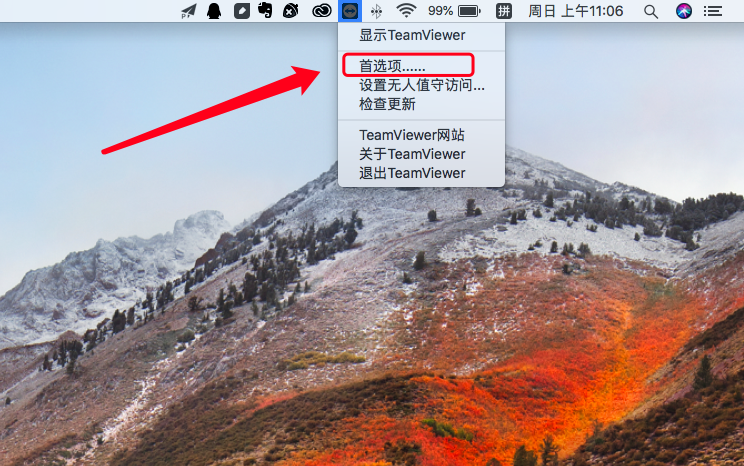 99% 拼 周日 上午11:06
显示TeamViewer
首选项......
设置无人值守访问...
检查更新
TeamViewer网站
关于TeamViewer
退出TeamViewer